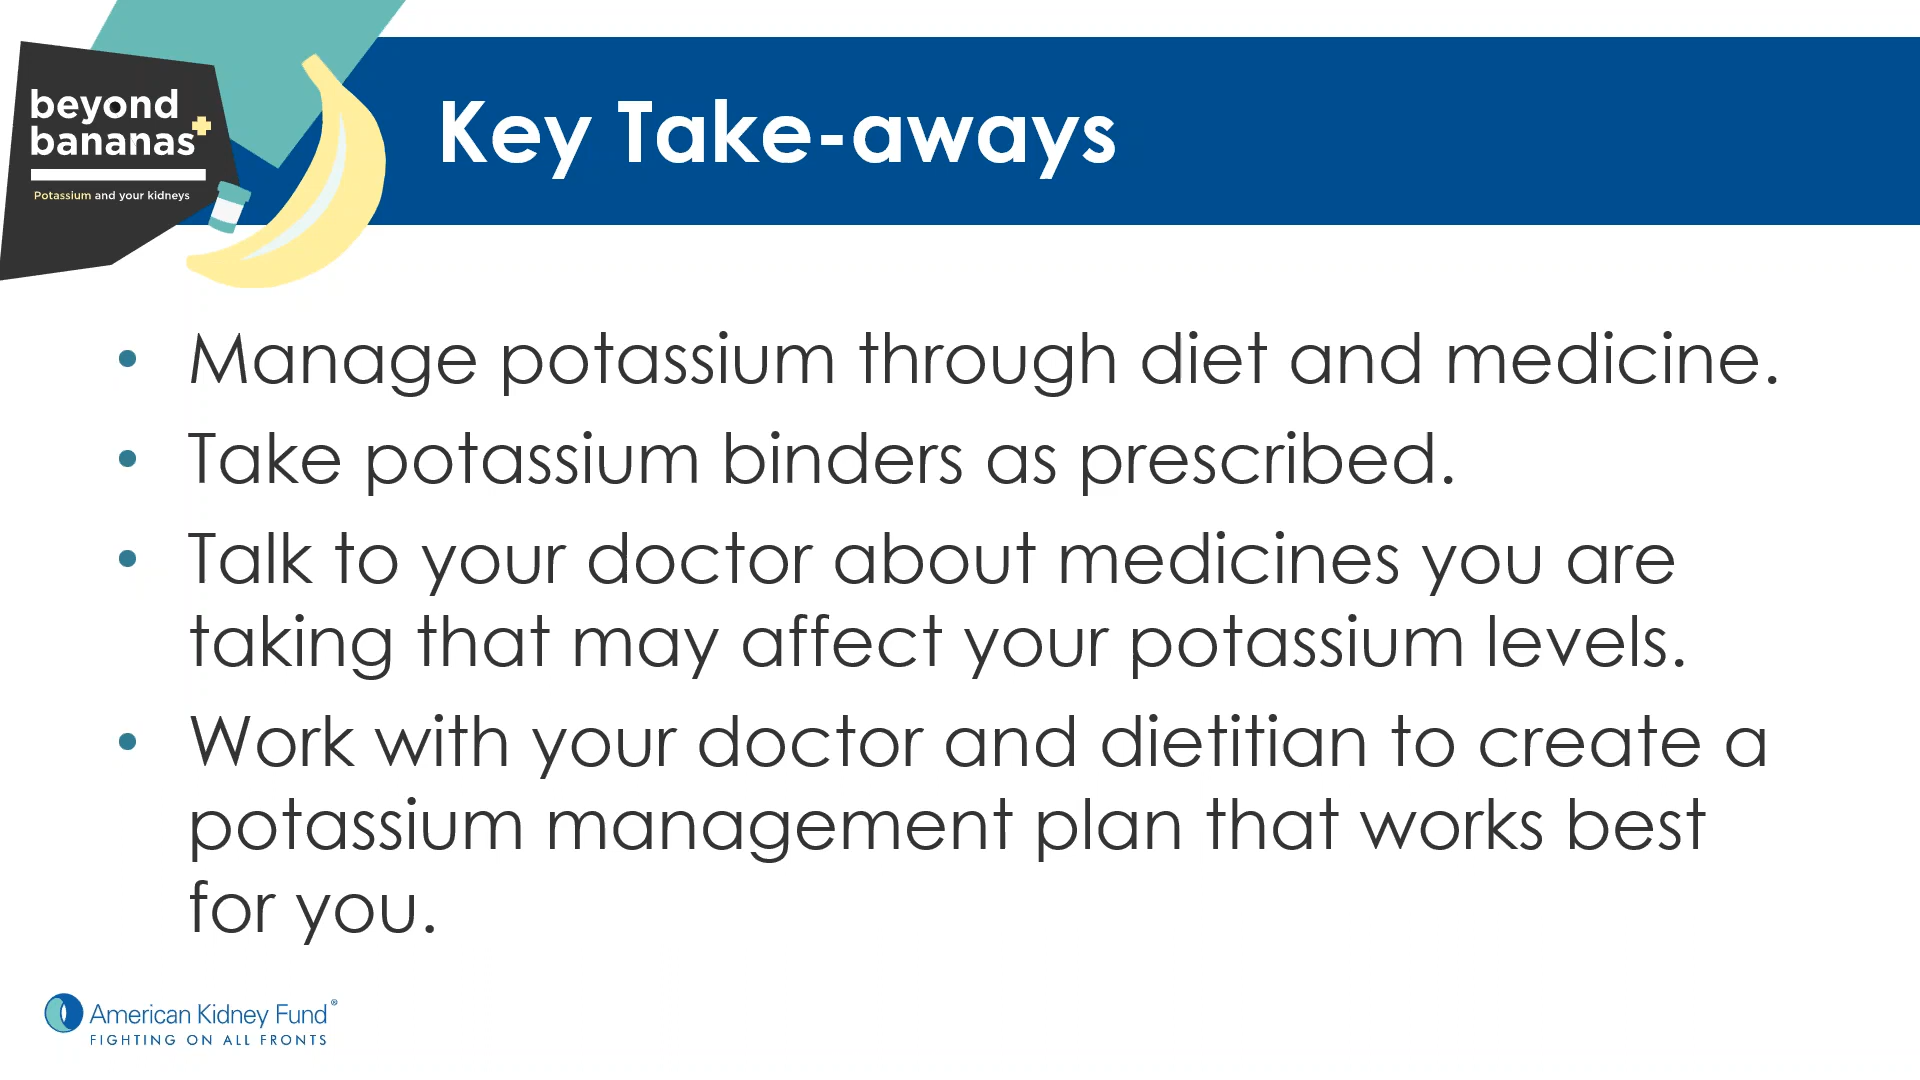 beyond
bananas
Potassium and your kidneys
Key Take-aways
• Manage potassium through diet and medicine.
• Take potassium binders as prescribed.
• Talk to your doctor about medicines you are
taking that may affect your potassium levels.
• Work with your doctor and dietitian to create a
potassium management plan that works best
for you.
American Kidney Fund®
FIGHTING ON ALL FRONTS